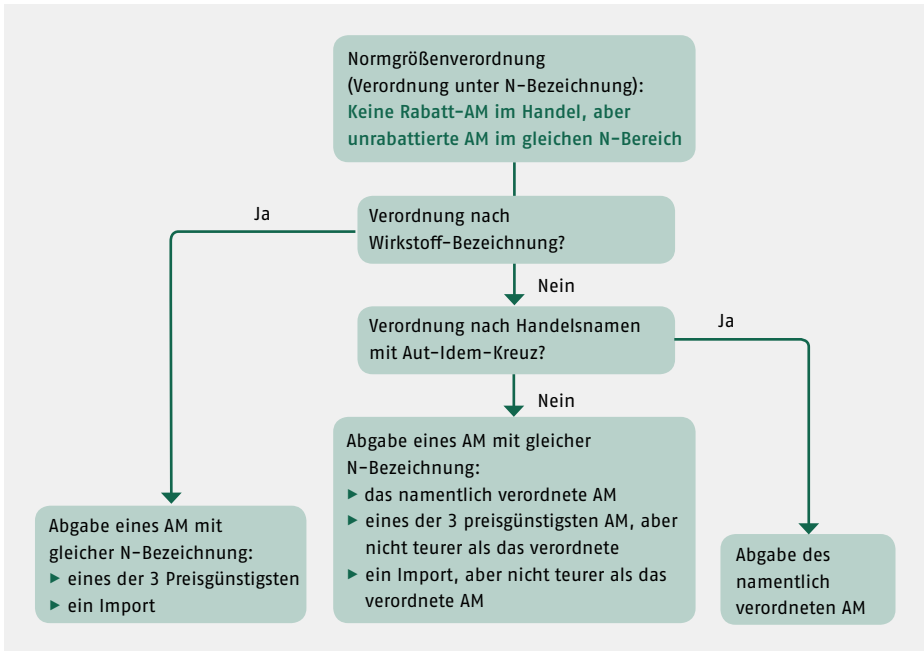 Normgrößenverordnung
(Verordnung unter N-Bezeichnung):
Keine Rabatt-AM im Handel, aber
unrabattierte AM im gleichen N-Bereich
Ja
Verordnung nach
Wirkstoff-Bezeichnung?
Nein
Verordnung nach Handelsnamen
mit Aut-Idem-Kreuz?
Ja
Nein
Abgabe eines AM mit
gleicher N-Bezeichnung:
▸ eines der 3 Preisgünstigsten
▸ ein Import
Abgabe eines AM mit gleicher
N-Bezeichnung:
▸ das namentlich verordnete AM
▸ eines der 3 preisgünstigsten AM, aber
nicht teurer als das verordnete
▸ ein Import, aber nicht teurer als das
verordnete AM
Abgabe des
namentlich
verordneten AM